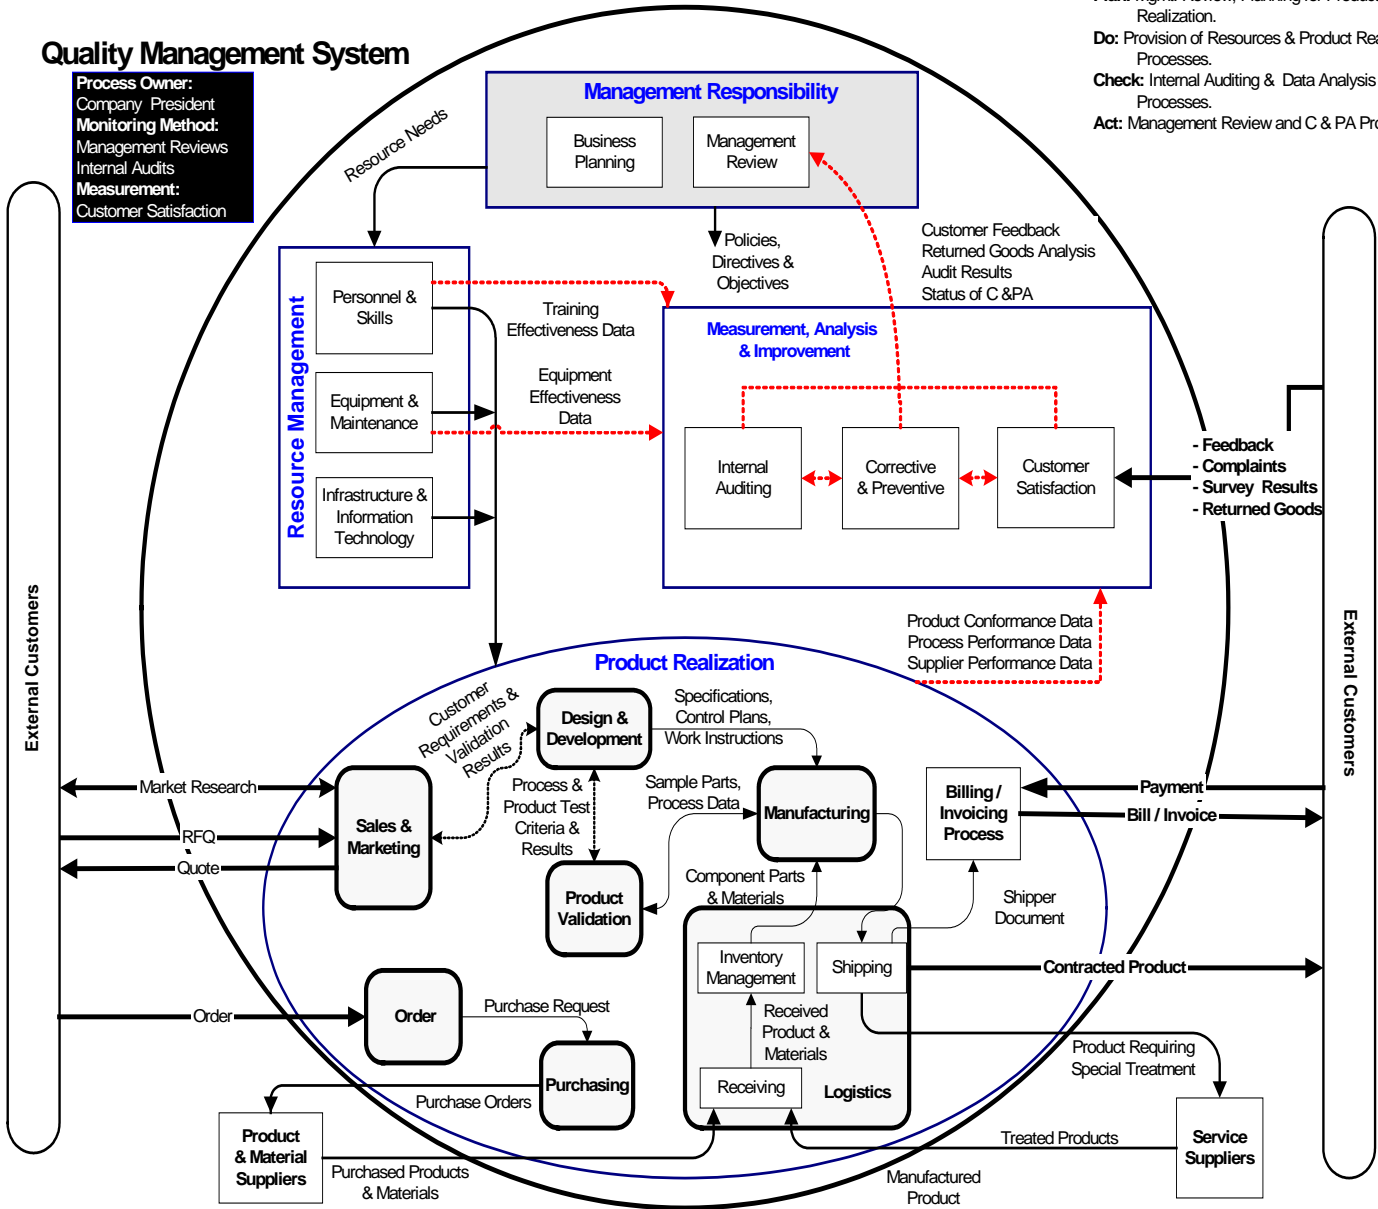 Realization.
Do: Provision of Resources & Product Rea
Processes.
Check: Internal Auditing & Data Analysis
Processes.
Act: Management Review and C & PA Pro
Quality Management System
Process Owner:
Company President
Monitoring Method:
Management Reviews
Internal Audits
Measurement:
Customer Satisfaction
Management Responsibility
Business
Planning
Management
Review
Resource Needs
Policies,
Directives &
Objectives
Customer Feedback
Returned Goods Analysis
Audit Results
Status of C &PA
Resource Management
Personnel &
Skills
Equipment &
Maintenance
Infrastructure &
Information
Technology
Training
Effectiveness Data
Equipment
Effectiveness
Data
Measurement, Analysis
& Improvement
Internal
Auditing
Corrective
& Preventive
Customer
Satisfaction
- Feedback
- Complaints
- Survey Results
- Returned Goods
External Customers
External Customers
Product Conformance Data
Process Performance Data
Supplier Performance Data
Product Realization
Customer
Requirements &
Validation
Results
Design &
Development
Specifications,
Control Plans,
Work Instructions
Market Research
RFQ
Quote
Sales &
Marketing
Process &
Product Test
Criteria &
Results
Sample Parts,
Process Data
Manufacturing
Billing /
Invoicing
Process
Payment
Bill / Invoice
Product
Validation
Component Parts
& Materials
Shipper
Document
Inventory
Management
Shipping
Contracted Product
Order
Order
Purchase Request
Received
Product &
Materials
Purchasing
Purchase Orders
Receiving
Logistics
Product Requiring
Special Treatment
Product
& Material
Suppliers
Purchased Products
& Materials
Treated Products
Manufactured
Product
Service
Suppliers